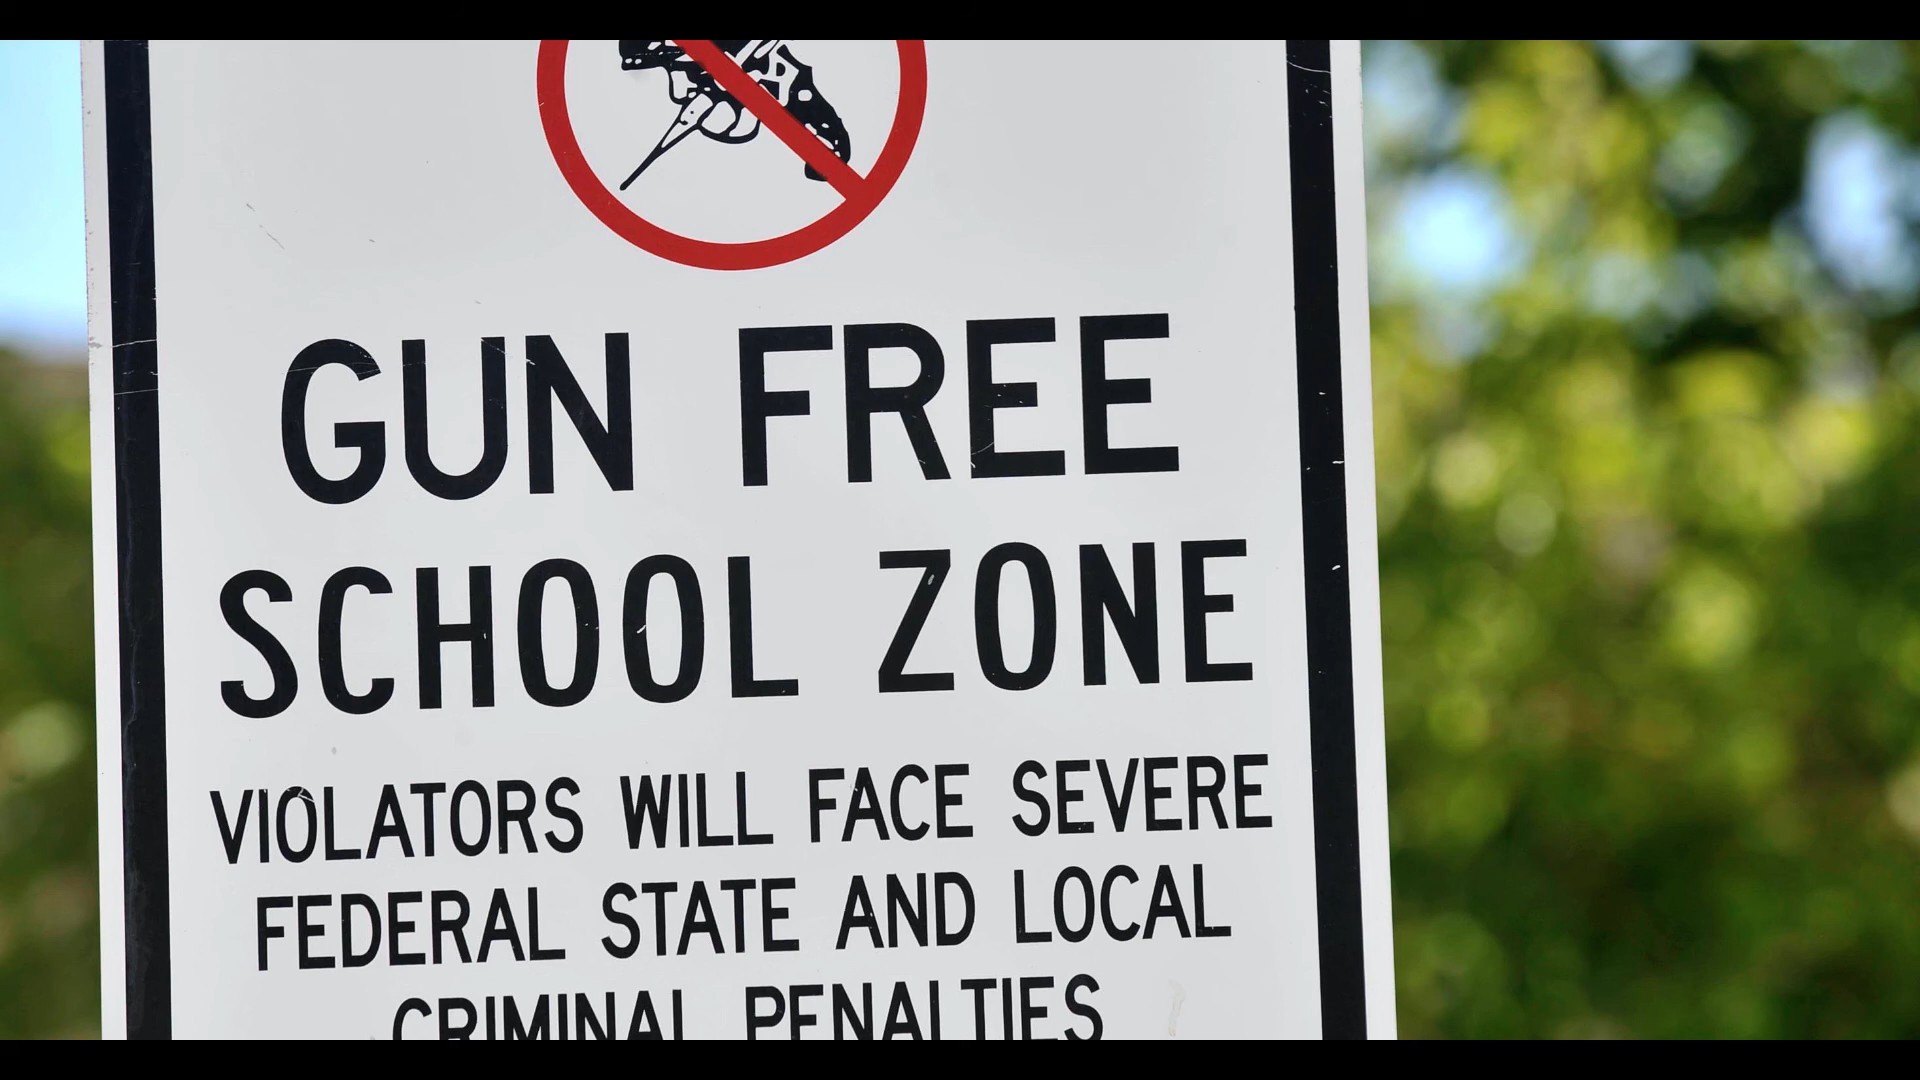 GUN FREE
SCHOOL ZONE
VIOLATORS WILL FACE SEVERE
FEDERAL STATE AND LOCAL
CRIMINAL PENALTIES